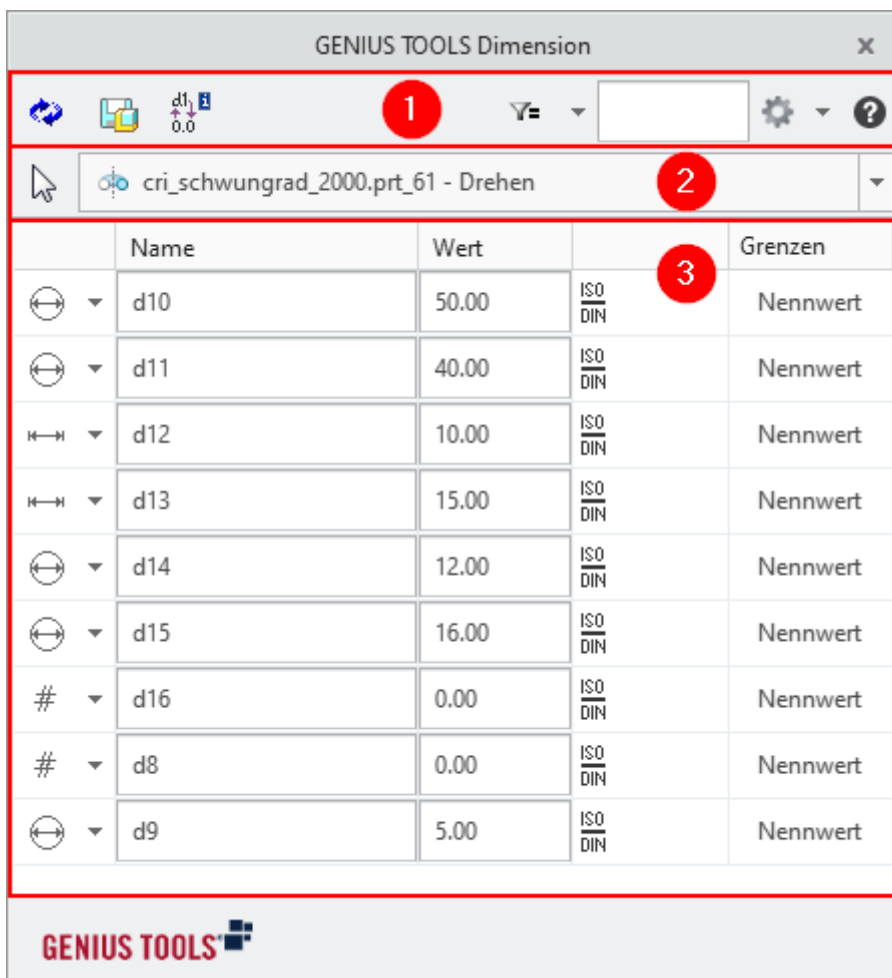 GENIUS TOOLS Dimension
d1 i
0.0
1
=
?
cri_schwungrad_2000.prt_61 - Drehen
2
Name Wert Grenzen
3
d10 50.00 ISO DIN Nennwert
d11 40.00 ISO DIN Nennwert
d12 10.00 ISO DIN Nennwert
d13 15.00 ISO DIN Nennwert
d14 12.00 ISO DIN Nennwert
d15 16.00 ISO DIN Nennwert
# d16 0.00 ISO DIN Nennwert
# d8 0.00 ISO DIN Nennwert
d9 5.00 ISO DIN Nennwert
GENIUS TOOLS